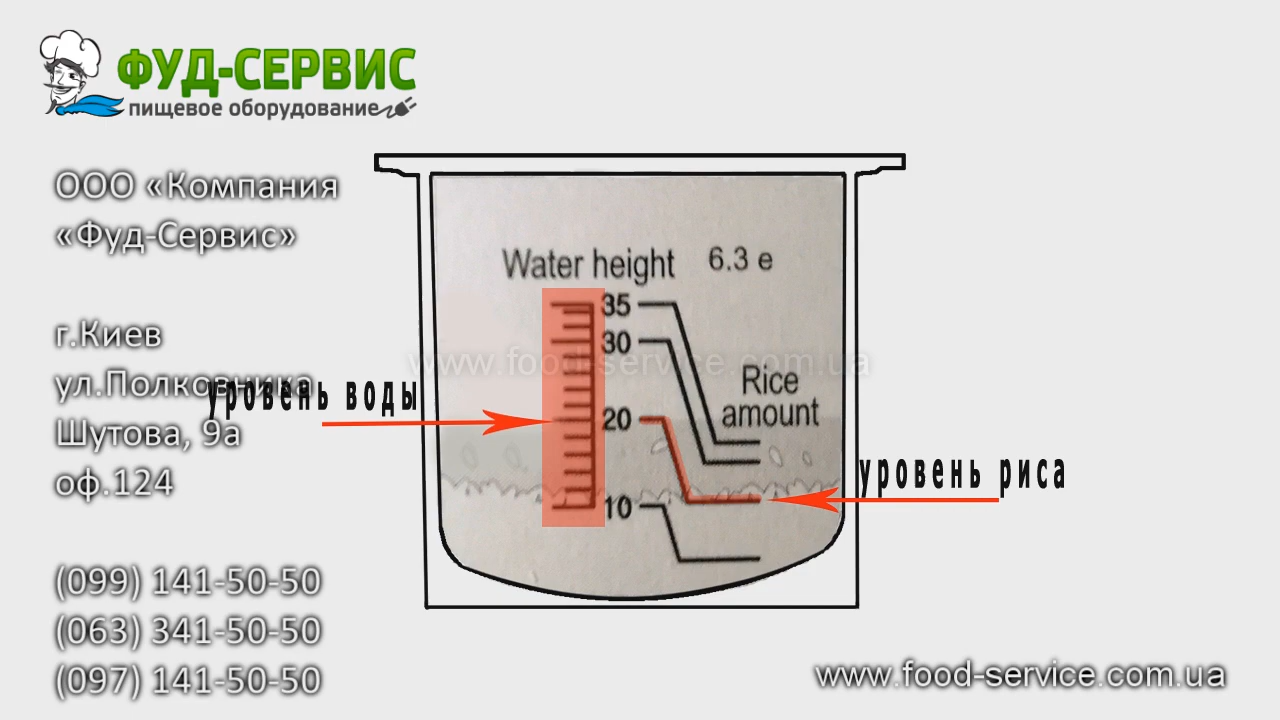 ФУД-СЕРВИС
пищевое оборудование
ООО «Компания
«Фуд-Сервис»
г.Киев
ул.Полковника
Шутова, 9а
оф.124
(099) 141-50-50
(063) 341-50-50
(097) 141-50-50
Water height 6.3 e
35
30
www.food-service.com.ua
Rice
amount
20
10
уровень воды
уровень риса
www.food-service.com.ua